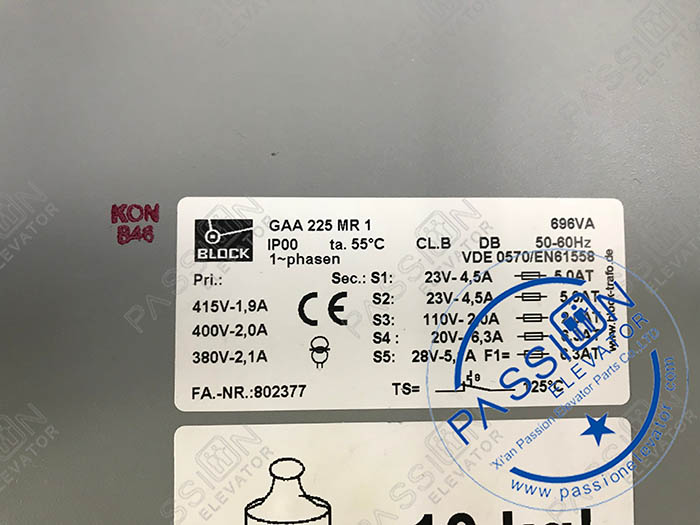 KON
B46
BLOCK
GAA 225 MR 1 696VA
IP00 ta. 55°C CL.B DB 50-60Hz
1~phasen VDE 0570/EN61558
Pri.: Sec.: S1: 23V- 4,5A 5,0AT
415V-1,9A CE S2: 23V- 4,5A
400V-2,0A S3: 110V-
S4: 20V-
380V-2,1A S5: 28V- F1=
FA.-NR.:802377 TS= 125°C
www.block-trafo.de
PASSION
ELEVATOR
Xi'an Passion Elevator Parts Co.,LTD
www.passionelevator.com